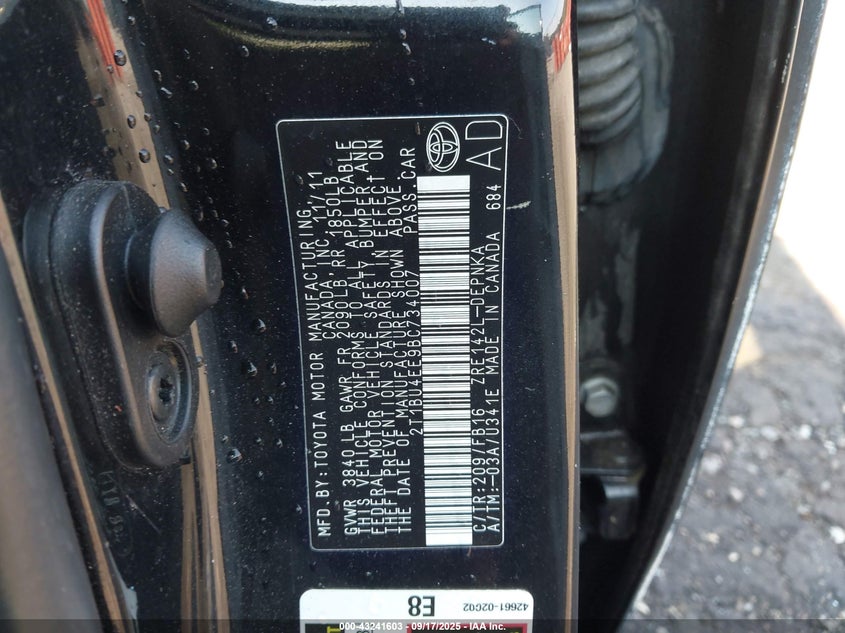 MFD.BY:TOYOTA MOTOR MANUFACTURING,
CANADA, INC. 11/11
GVWR 3840LB GAWR FR 2090LB RR 1850LB
THIS VEHICLE CONFORMS TO ALL APPLICABLE
FEDERAL MOTOR VEHICLE SAFETY, BUMPER, AND
THEFT PREVENTION STANDARDS IN EFFECT ON
THE DATE OF MANUFACTURE SHOWN ABOVE.
2T1BU4EE9BC734007 PASS.CAR
C/TR:209/FB16 ZRE142L-DEPNKA
A/TM:-03A/U341E MADE IN CANADA 684
AD
E8
42661-02C02
000-43241603 - 09/17/2025 - IAA Inc.